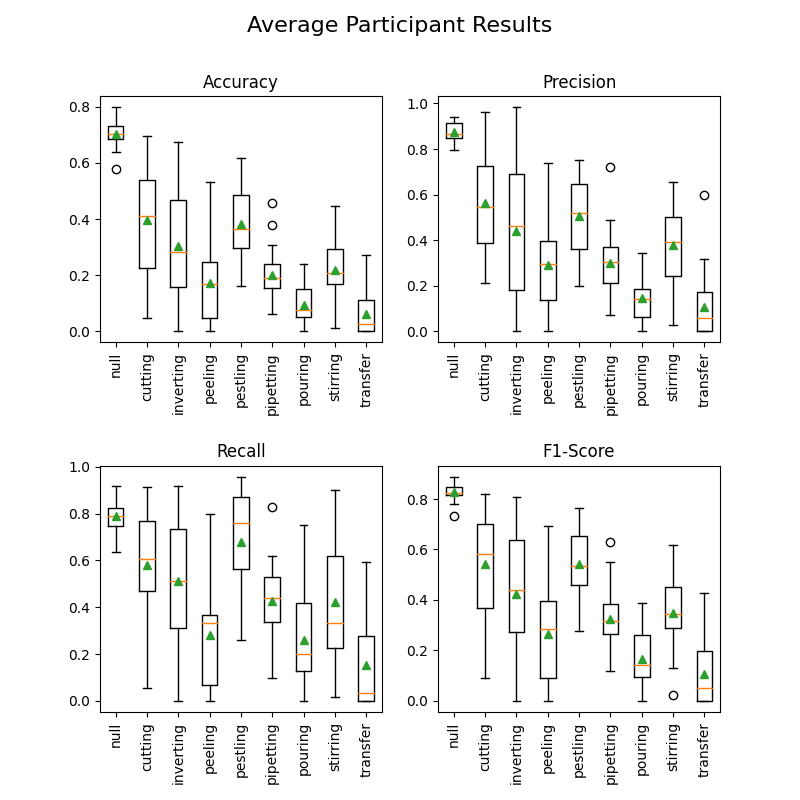 Average Participant Results
Accuracy
0.8
0.6
0.4
0.2
0.0
null
cutting
inverting
peeling
pestling
pipetting
pouring
stirring
transfer
Precision
1.0
0.8
0.6
0.4
0.2
0.0
null
cutting
inverting
peeling
pestling
pipetting
pouring
stirring
transfer
Recall
1.0
0.8
0.6
0.4
0.2
0.0
null
cutting
inverting
peeling
pestling
pipetting
pouring
stirring
transfer
F1-Score
0.8
0.6
0.4
0.2
0.0
null
cutting
inverting
peeling
pestling
pipetting
pouring
stirring
transfer